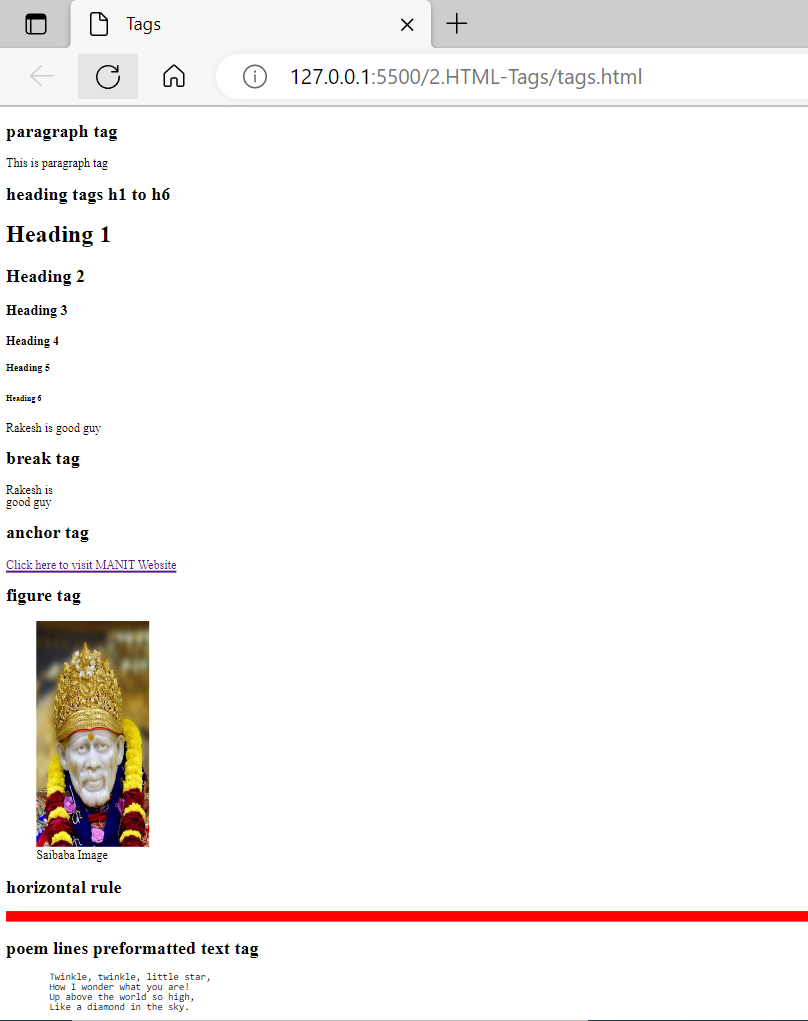 Tags
127.0.0.1:5500/2.HTML-Tags/tags.html
paragraph tag
This is paragraph tag
heading tags h1 to h6
Heading 1
Heading 2
Heading 3
Heading 4
Heading 5
Heading 6
Rakesh is good guy
break tag
Rakesh is
good guy
anchor tag
Click here to visit MANIT Website
figure tag
Saibaba Image
horizontal rule
poem lines preformatted text tag
Twinkle, twinkle, little star,
How I wonder what you are!
Up above the world so high,
Like a diamond in the sky.